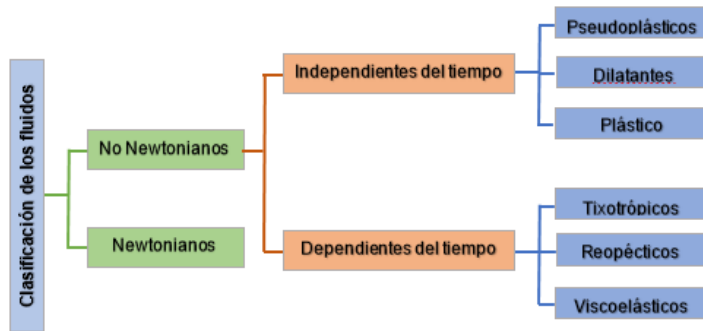 Clasificación de los fluidos
No Newtonianos
Newtonianos
Independientes del tiempo
Dependientes del tiempo
Pseudoplásticos
Dilatantes
Plástico
Tixotrópicos
Reopécticos
Viscoelásticos